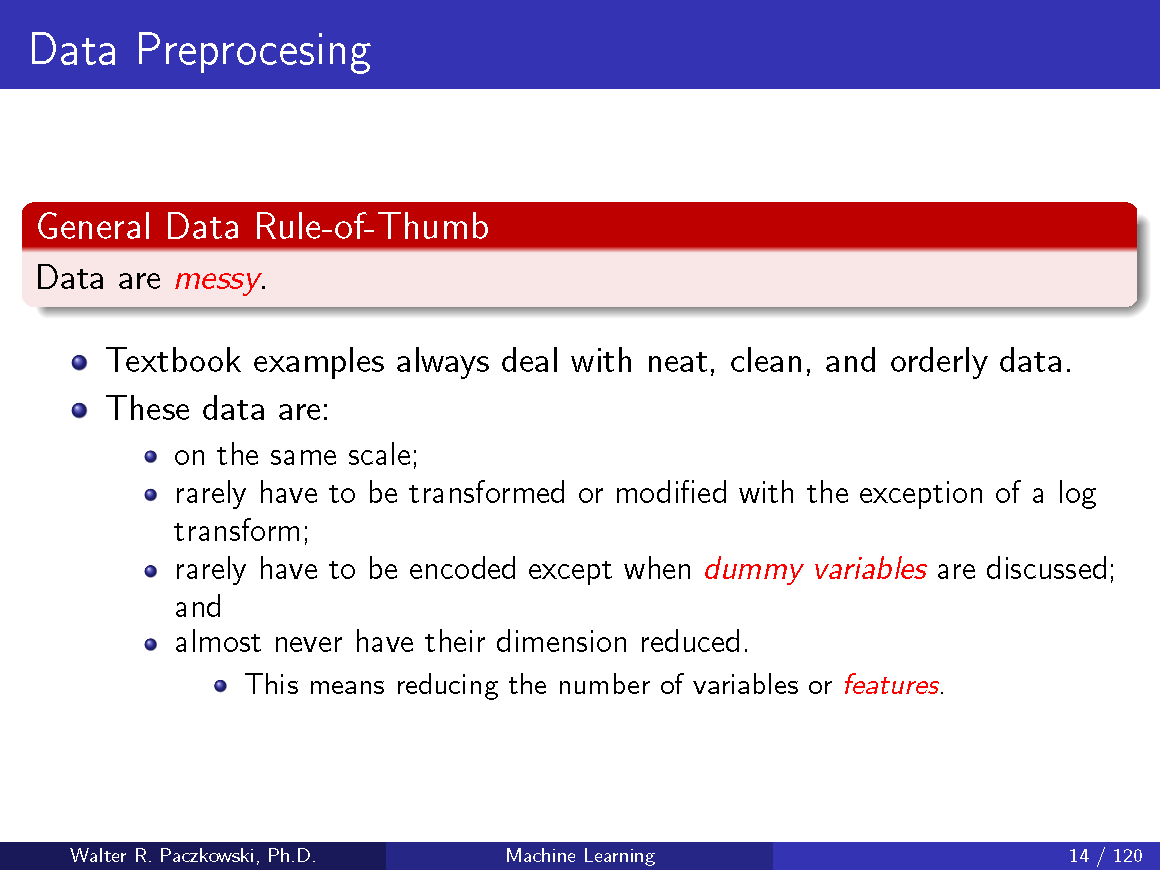 Data Preprocesing
General Data Rule-of-Thumb
Data are messy.
Textbook examples always deal with neat, clean, and orderly data.
These data are:
on the same scale;
rarely have to be transformed or modified with the exception of a log
transform;
rarely have to be encoded except when dummy variables are discussed;
and
almost never have their dimension reduced.
This means reducing the number of variables or features.
Walter R. Paczkowski, Ph.D.
Machine Learning
14 / 120